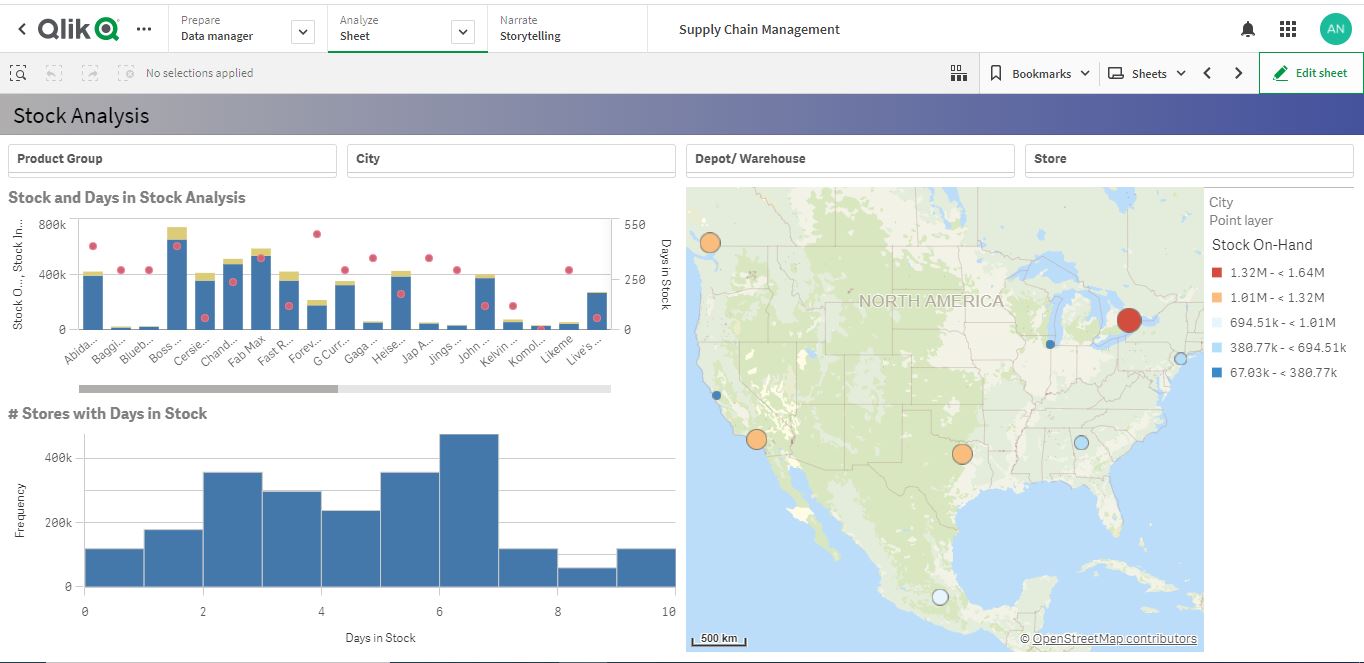 Qlik
Prepare
Data manager
Analyze
Sheet
Narrate
Storytelling
Supply Chain Management
AN
No selections applied
Bookmarks
Sheets
Edit sheet
Stock Analysis
Product Group
City
Depot/ Warehouse
Store
Stock and Days in Stock Analysis
Stock O..., Stock In...
800k
400k
0
550
250
0
Days in Stock
Abida...
Baggi...
Blueb...
Boss ...
Cersie...
Chand...
Fab Max
Fast R...
Forev...
G Curr...
Gaga ...
Helse...
Jap A...
Jings ...
John ...
Kelvin ...
Komol...
Likeme
Live's ...
# Stores with Days in Stock
Frequency
400k
200k
0
0
2
4
6
8
10
Days in Stock
NORTH AMERICA
500 km
© OpenStreetMap contributors
City
Point layer
Stock On-Hand
1.32M - < 1.64M
1.01M - < 1.32M
694.51k - < 1.01M
380.77k - < 694.51k
67.03k - < 380.77k